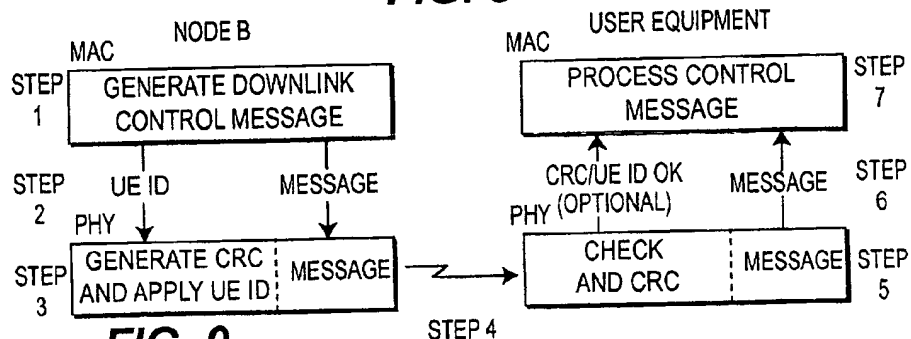 NODE B
MAC
STEP 1
GENERATE DOWNLINK
CONTROL MESSAGE
STEP 2
UE ID
MESSAGE
PHY
STEP 3
GENERATE CRC
AND APPLY UE ID
MESSAGE
STEP 4
USER EQUIPMENT
MAC
PROCESS CONTROL
MESSAGE
STEP 7
CRC/UE ID OK
(OPTIONAL)
MESSAGE
STEP 6
PHY
CHECK
AND CRC
MESSAGE
STEP 5